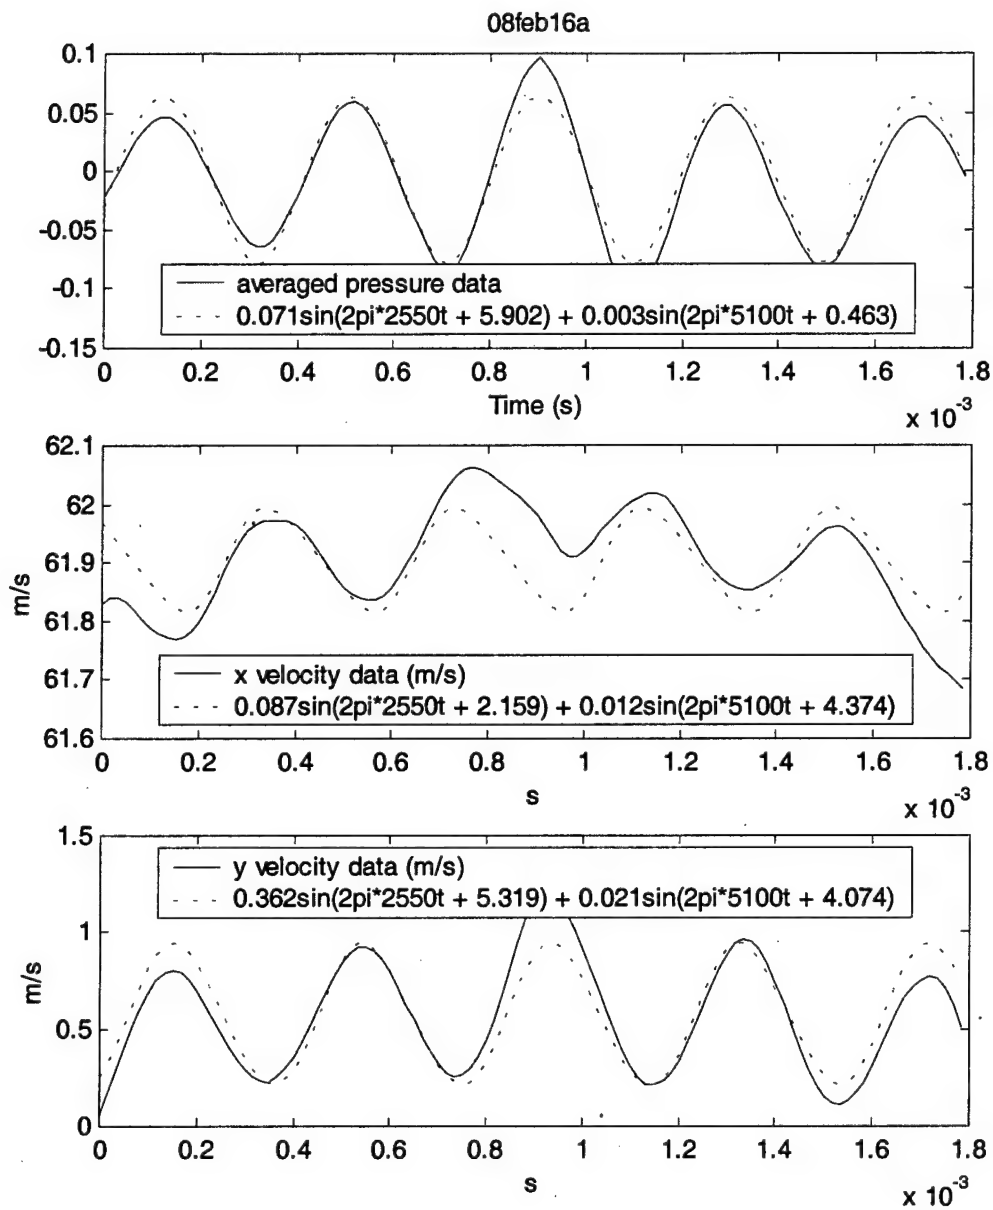 08feb16a
0.1
0.05
0
-0.05
-0.1
-0.15
averaged pressure data
0.071sin(2pi*2550t + 5.902) + 0.003sin(2pi*5100t + 0.463)
0 0.2 0.4 0.6 0.8 1 1.2 1.4 1.6 1.8
Time (s)
x 10^-3
62.1
62
61.9
61.8
61.7
61.6
m/s
x velocity data (m/s)
0.087sin(2pi*2550t + 2.159) + 0.012sin(2pi*5100t + 4.374)
0 0.2 0.4 0.6 0.8 1 1.2 1.4 1.6 1.8
s
x 10^-3
1.5
1
0.5
0
m/s
y velocity data (m/s)
0.362sin(2pi*2550t + 5.319) + 0.021sin(2pi*5100t + 4.074)
0 0.2 0.4 0.6 0.8 1 1.2 1.4 1.6 1.8
s
x 10^-3